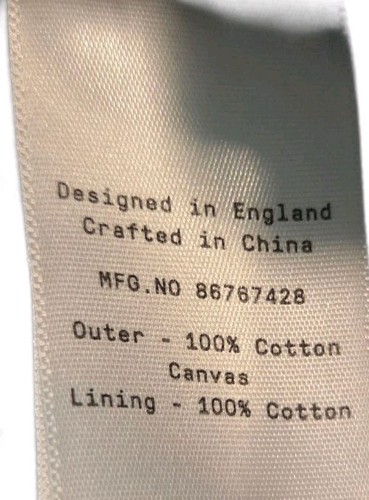 Designed in England
Crafted in China
MFG.NO 86767428
Outer - 100% Cotton
Canvas
Lining - 100% Cotton